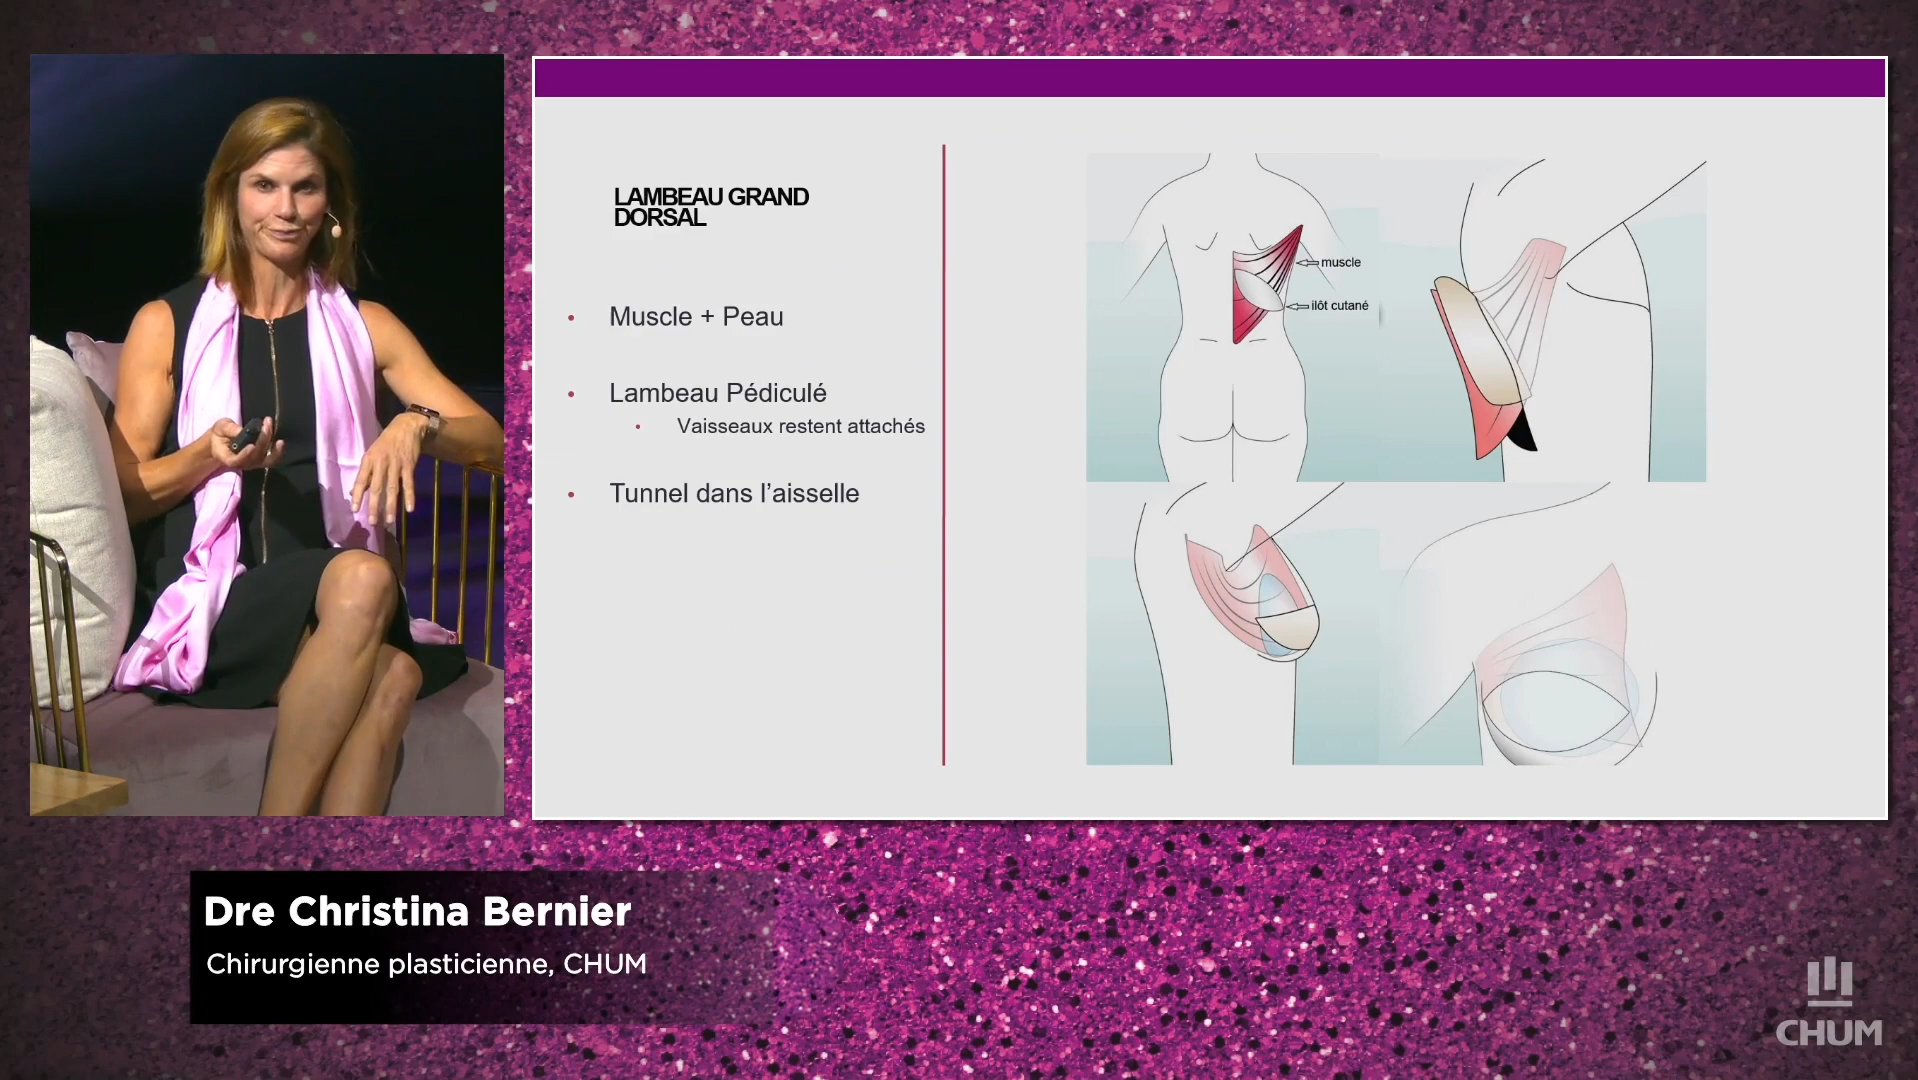 LAMBEAU GRAND
DORSAL
• Muscle + Peau
• Lambeau Pédiculé
• Vaisseaux restent attachés
• Tunnel dans l’aisselle
muscle
ilôt cutané
Dre Christina Bernier
Chirurgienne plasticienne, CHUM
CHUM